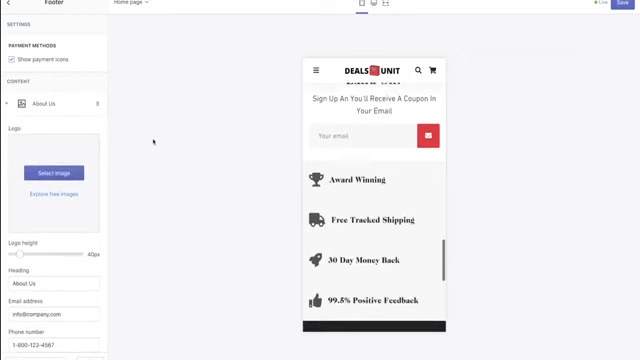 Footer
Home page
Live
Save
SETTINGS
PAYMENT METHODS
Show payment icons
CONTENT
About Us
Logo
Select image
Explore free images
Logo height
40px
Heading
About Us
Email address
info@company.com
Phone number
1-800-123-4567
DEALS UNIT
Sign Up An You'll Receive A Coupon In
Your Email
Your email
Award Winning
Free Tracked Shipping
30 Day Money Back
99.5% Positive Feedback